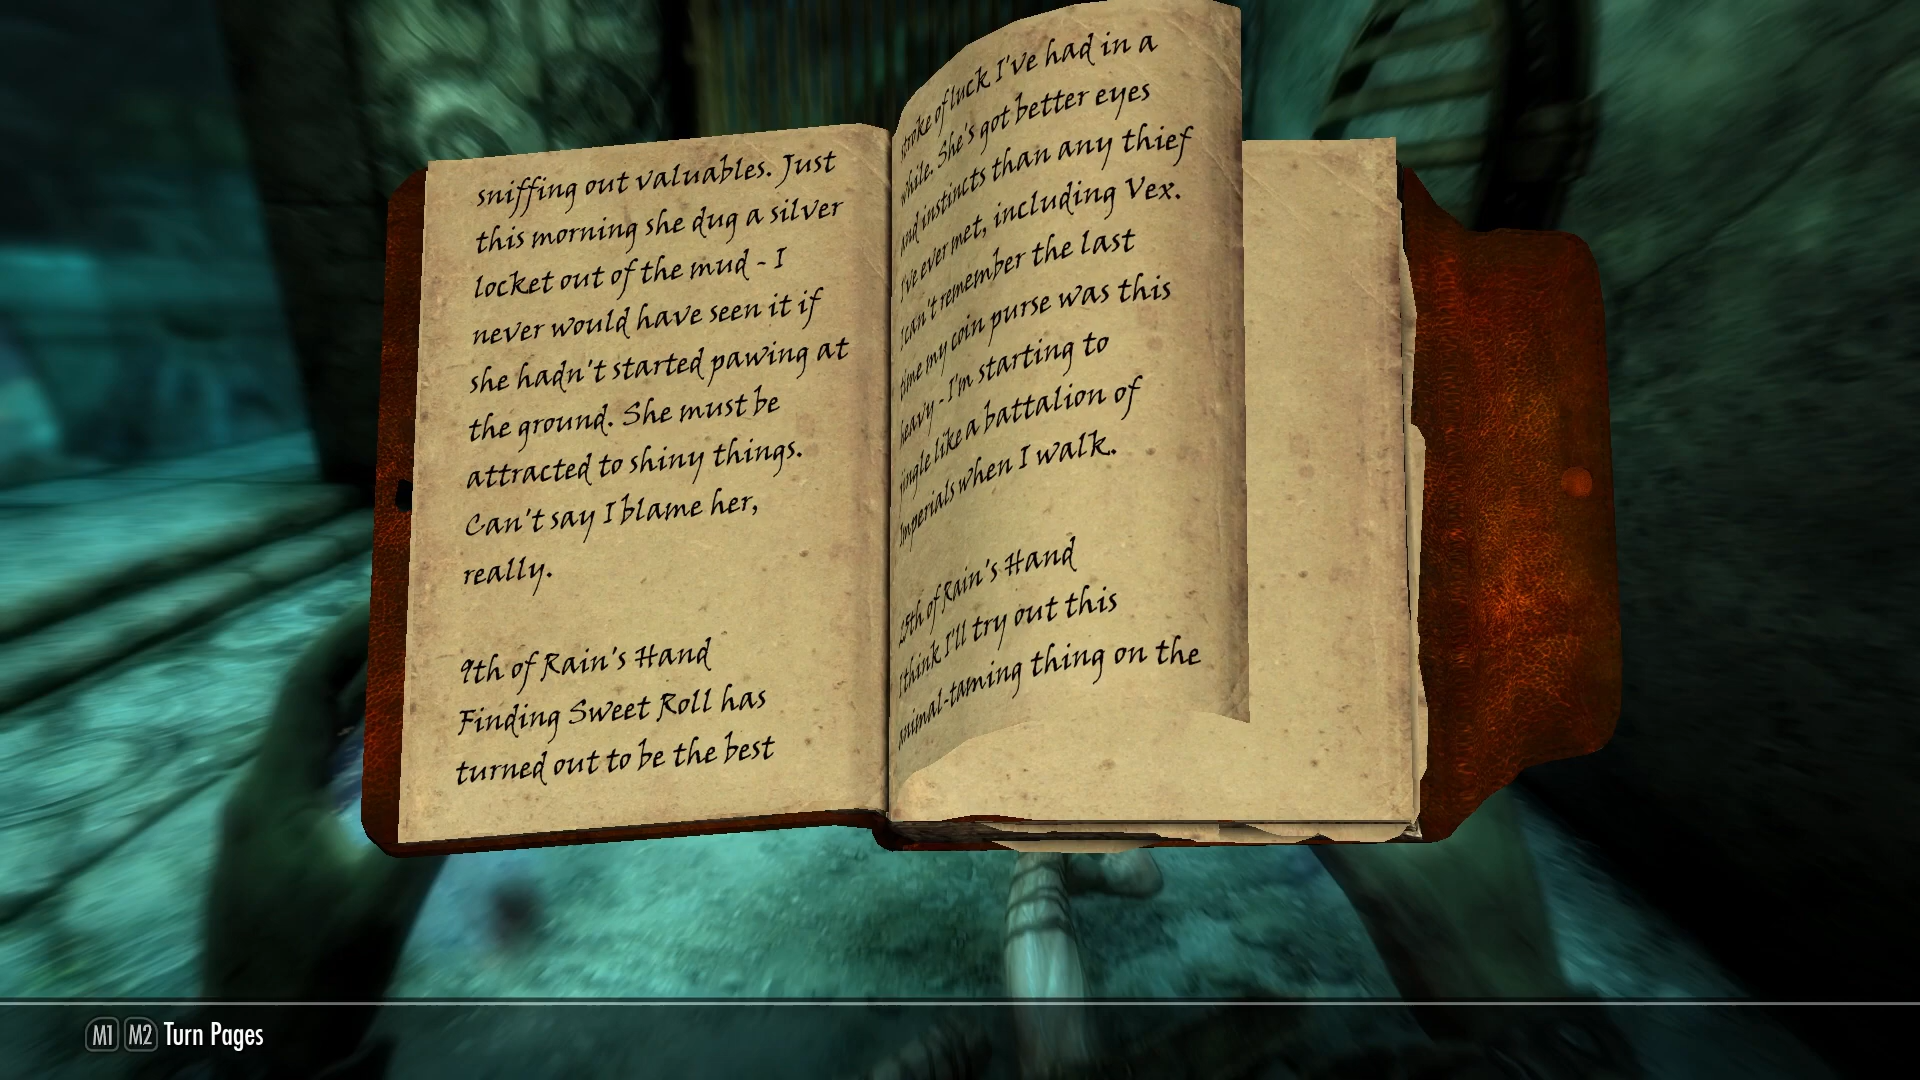 sniffing out valuables. Just
this morning she dug a silver
locket out of the mud - I
never would have seen it if
she hadn't started pawing at
the ground. She must be
attracted to shiny things.
Can't say I blame her,
really.
9th of Rain's Hand
Finding Sweet Roll has
turned out to be the best
stroke of luck I've had in a
while. She's got better eyes
and instincts than any thief
I've ever met, including Vex.
I can't remember the last
time my coin purse was this
heavy - I'm starting to
jingle like a battalion of
Imperials when I walk.
of Rain's Hand
I think I'll try out this
animal-taming thing on the
M1 M2 Turn Pages